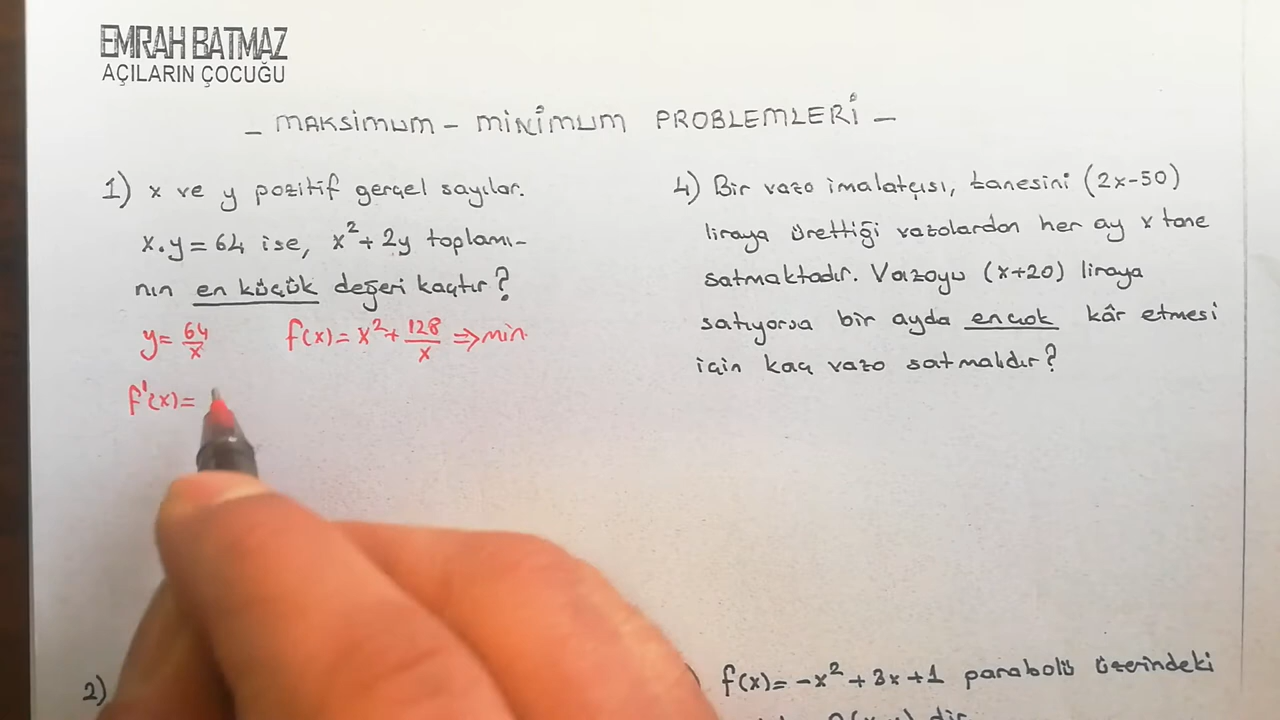 EMRAH BATMAZ
AÇILARIN ÇOCUĞU
- MAKSİMUM - MİNİMUM PROBLEMLERİ -
1) x ve y pozitif gerçel sayılar.
x.y = 64 ise, x² + 2y toplamı-
nın en küçük değeri kaçtır?
y = 64/x f(x) = x² + 128/x ⇒ min.
f'(x) =
2)
4) Bir vazo imalatçısı, tanesini (2x-50)
liraya ürettiği vazolardan her ay x tane
satmaktadır. Vazoyu (x+20) liraya
satıyorsa bir ayda en çok kâr etmesi
için kaç vazo satmalıdır?
) f(x) = -x² + 3x + 1 parabolü üzerindeki